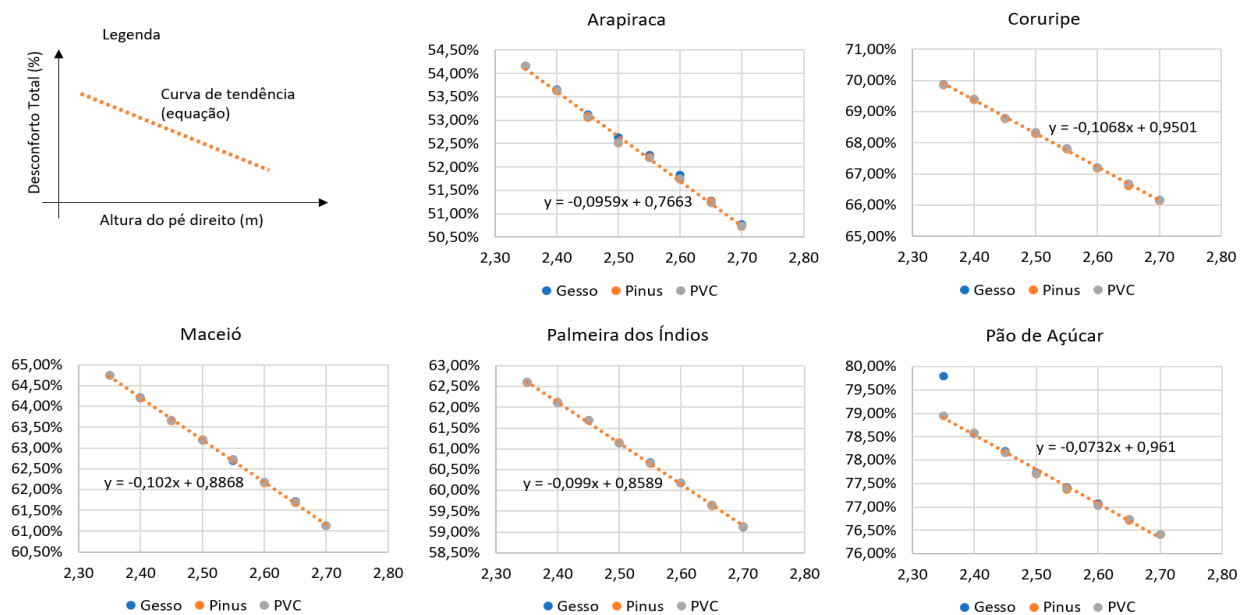 Legenda
Desconforto Total (%)
Curva de tendência
(equação)
Altura do pé direito (m)
Arapiraca
54,50%
54,00%
53,50%
53,00%
52,50%
52,00%
51,50%
51,00%
50,50%
y = -0,0959x + 0,7663
2,30 2,40 2,50 2,60 2,70 2,80
Gesso Pinus PVC
Coruripe
71,00%
70,00%
69,00%
68,00%
67,00%
66,00%
65,00%
y = -0,1068x + 0,9501
2,30 2,40 2,50 2,60 2,70 2,80
Gesso Pinus PVC
Maceió
65,00%
64,50%
64,00%
63,50%
63,00%
62,50%
62,00%
61,50%
61,00%
60,50%
y = -0,102x + 0,8868
2,30 2,40 2,50 2,60 2,70 2,80
Gesso Pinus PVC
Palmeira dos Índios
63,00%
62,50%
62,00%
61,50%
61,00%
60,50%
60,00%
59,50%
59,00%
58,50%
y = -0,099x + 0,8589
2,30 2,40 2,50 2,60 2,70 2,80
Gesso Pinus PVC
Pão de Açúcar
80,00%
79,50%
79,00%
78,50%
78,00%
77,50%
77,00%
76,50%
76,00%
y = -0,0732x + 0,961
2,30 2,40 2,50 2,60 2,70 2,80
Gesso Pinus PVC